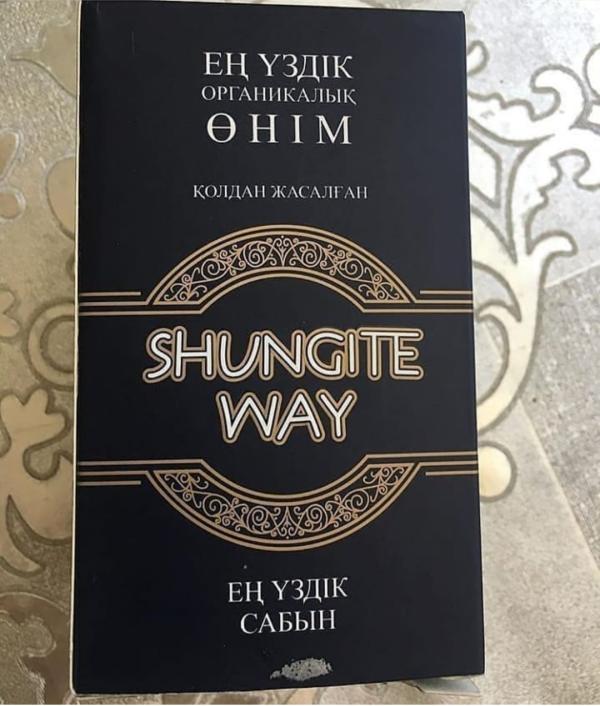 ЕҢ ҮЗДІК
ОРГАНИКАЛЫҚ
ӨНІМ
ҚОЛДАН ЖАСАЛҒАН
SHUNGITE
WAY
ЕҢ ҮЗДІК
САБЫН